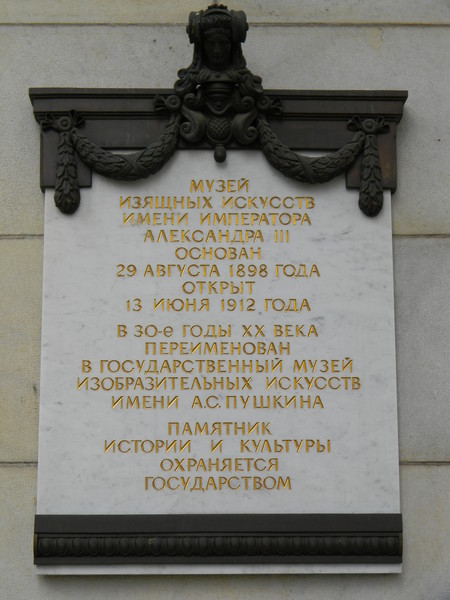 МУЗЕЙ
ИЗЯЩНЫХ ИСКУССТВ
ИМЕНИ ИМПЕРАТОРА
АЛЕКСАНДРА III
ОСНОВАН
29 АВГУСТА 1898 ГОДА
ОТКРЫТ
13 ИЮНЯ 1912 ГОДА
В 30-е ГОДЫ XX ВЕКА
ПЕРЕИМЕНОВАН
В ГОСУДАРСТВЕННЫЙ МУЗЕЙ
ИЗОБРАЗИТЕЛЬНЫХ ИСКУССТВ
ИМЕНИ А.С. ПУШКИНА
ПАМЯТНИК
ИСТОРИИ И КУЛЬТУРЫ
ОХРАНЯЕТСЯ
ГОСУДАРСТВОМ